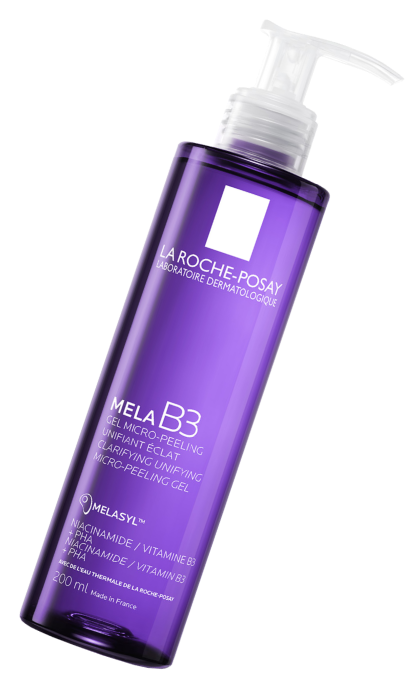 LA ROCHE-POSAY
LABORATOIRE DERMATOLOGIQUE
MELA B3
GEL MICRO-PEELING
UNIFIANT ÉCLAT
CLARIFYING UNIFYING
MICRO-PEELING GEL
MELASYL™
NIACINAMIDE / VITAMINE B3
+ PHA
NIACINAMIDE / VITAMIN B3
+ PHA
AVEC DE L'EAU THERMALE DE LA ROCHE-POSAY
200 ml Made in France